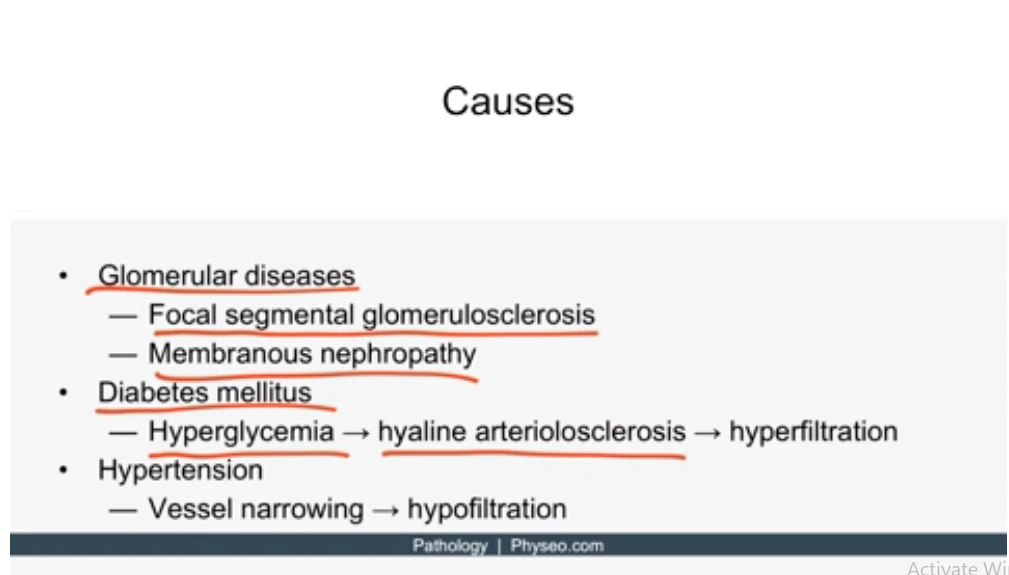 Causes
• Glomerular diseases
— Focal segmental glomerulosclerosis
— Membranous nephropathy
• Diabetes mellitus
— Hyperglycemia → hyaline arteriolosclerosis → hyperfiltration
• Hypertension
— Vessel narrowing → hypofiltration
Pathology | Physeo.com
Activate Wi